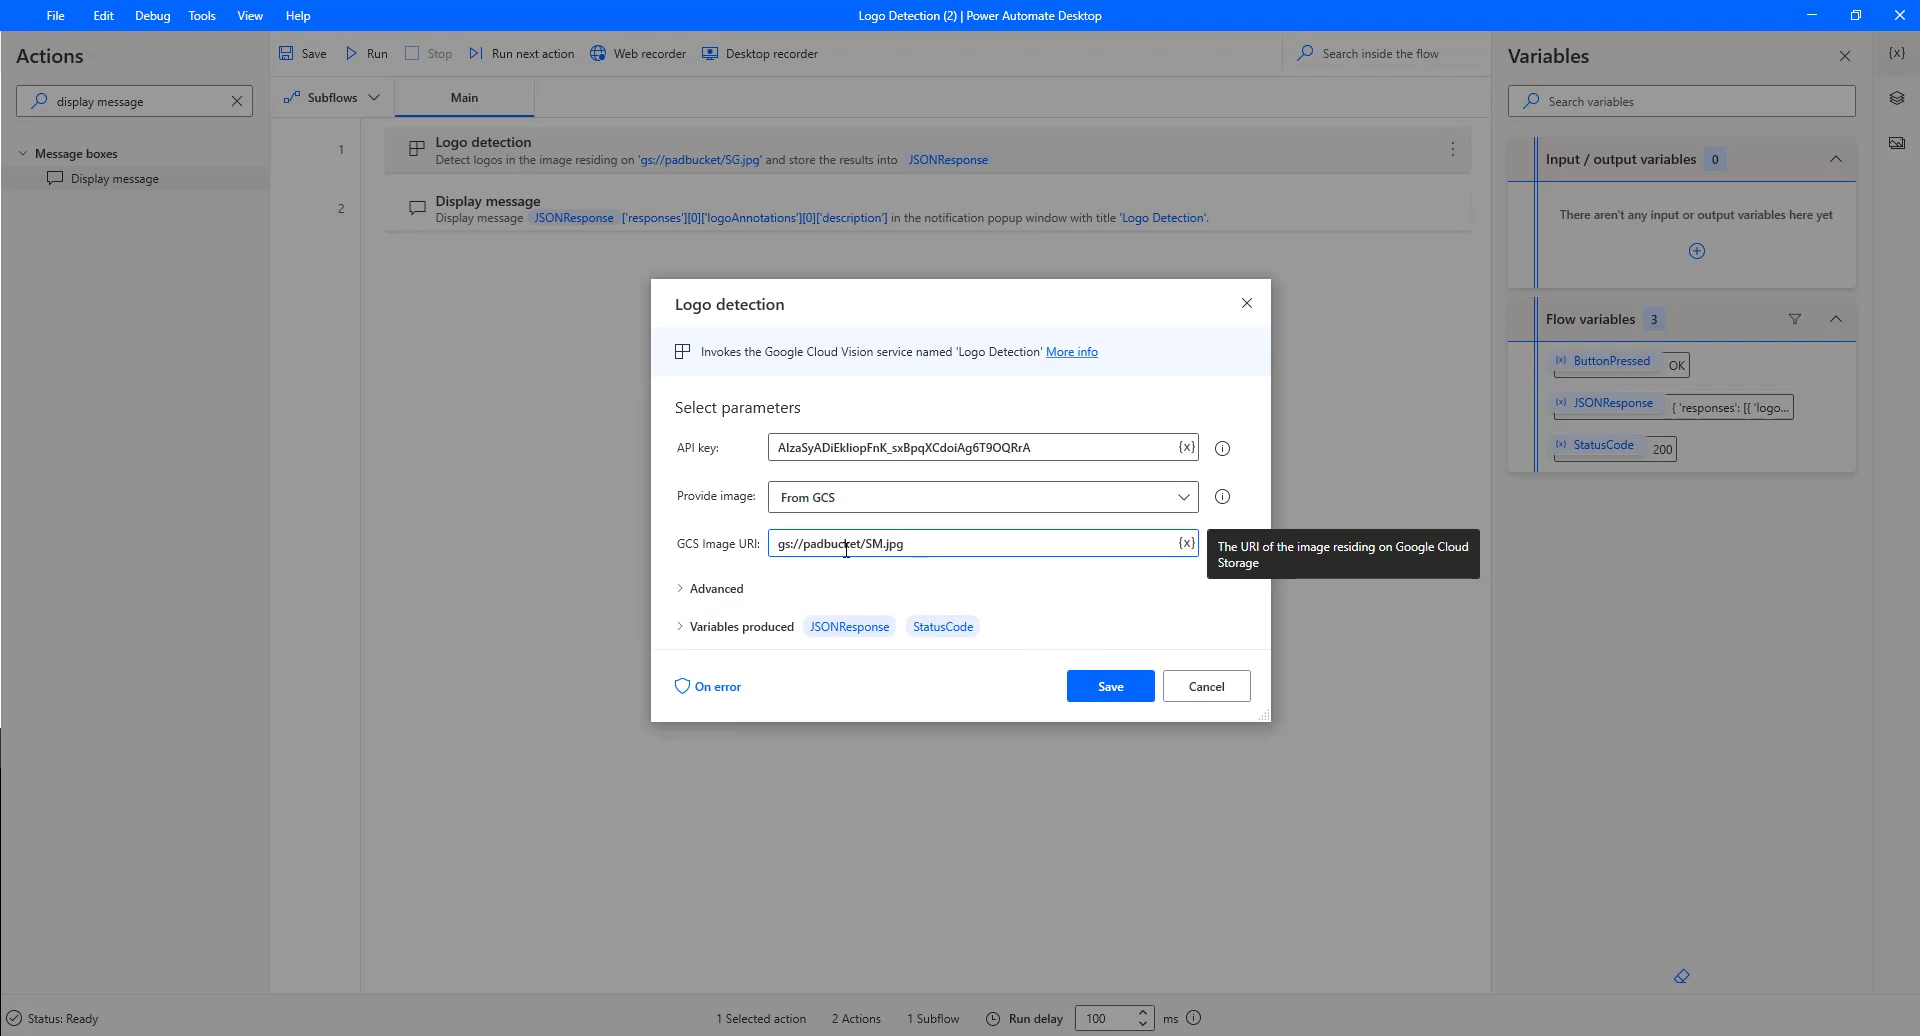 File Edit Debug Tools View Help
Logo Detection (2) | Power Automate Desktop
Actions
display message
Message boxes
Display message
Save Run Stop Run next action Web recorder Desktop recorder
Search inside the flow
Subflows
Main
1
Logo detection
Detect logos in the image residing on 'gs://padbucket/SG.jpg' and store the results into JSONResponse
2
Display message
Display message JSONResponse ['responses'][0]['logoAnnotations'][0]['description'] in the notification popup window with title 'Logo Detection'.
Logo detection
Invokes the Google Cloud Vision service named 'Logo Detection' More info
Select parameters
API key: AIzaSyADiEkIiopFnK_sxBpqXCdoiAg6T9OQRrA {x}
Provide image: From GCS
GCS Image URI: gs://padbucket/SM.jpg {x}
The URI of the image residing on Google Cloud
Storage
Advanced
Variables produced JSONResponse StatusCode
On error
Save Cancel
Variables
{x}
Search variables
Input / output variables 0
There aren't any input or output variables here yet
Flow variables 3
(x) ButtonPressed OK
(x) JSONResponse { 'responses': [{ 'logo...
(x) StatusCode 200
Status: Ready
1 Selected action 2 Actions 1 Subflow Run delay 100 ms